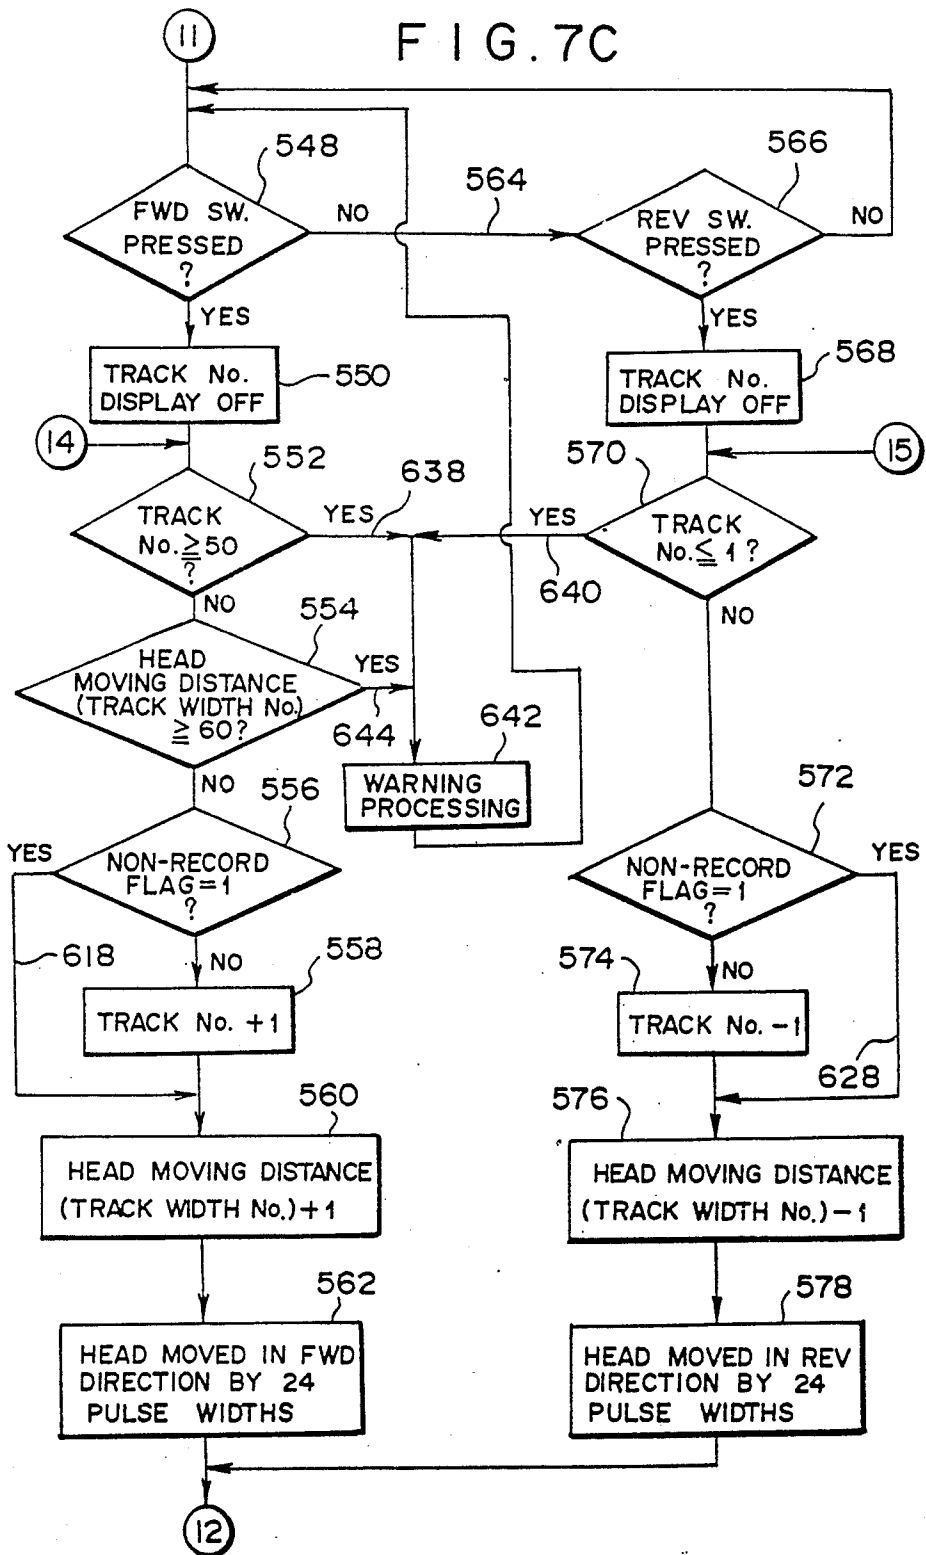 11
FIG. 7C
548
FWD SW.
PRESSED
?
NO
564
566
REV SW.
PRESSED
?
NO
YES
YES
TRACK No.
DISPLAY OFF
550
TRACK No.
DISPLAY OFF
568
14
15
552
TRACK
No. ≧ 50
?
YES
638
570
YES
640
TRACK
No. ≦ 1 ?
NO
NO
554
HEAD
MOVING DISTANCE
(TRACK WIDTH No.)
≧ 60?
YES
644
642
WARNING
PROCESSING
NO
556
YES
NON-RECORD
FLAG=1
?
572
NON-RECORD
FLAG=1
?
YES
618
NO
558
TRACK No. +1
574
NO
TRACK No. -1
628
560
HEAD MOVING DISTANCE
(TRACK WIDTH No.)+1
576
HEAD MOVING DISTANCE
(TRACK WIDTH No.)-1
562
HEAD MOVED IN FWD
DIRECTION BY 24
PULSE WIDTHS
578
HEAD MOVED IN REV
DIRECTION BY 24
PULSE WIDTHS
12